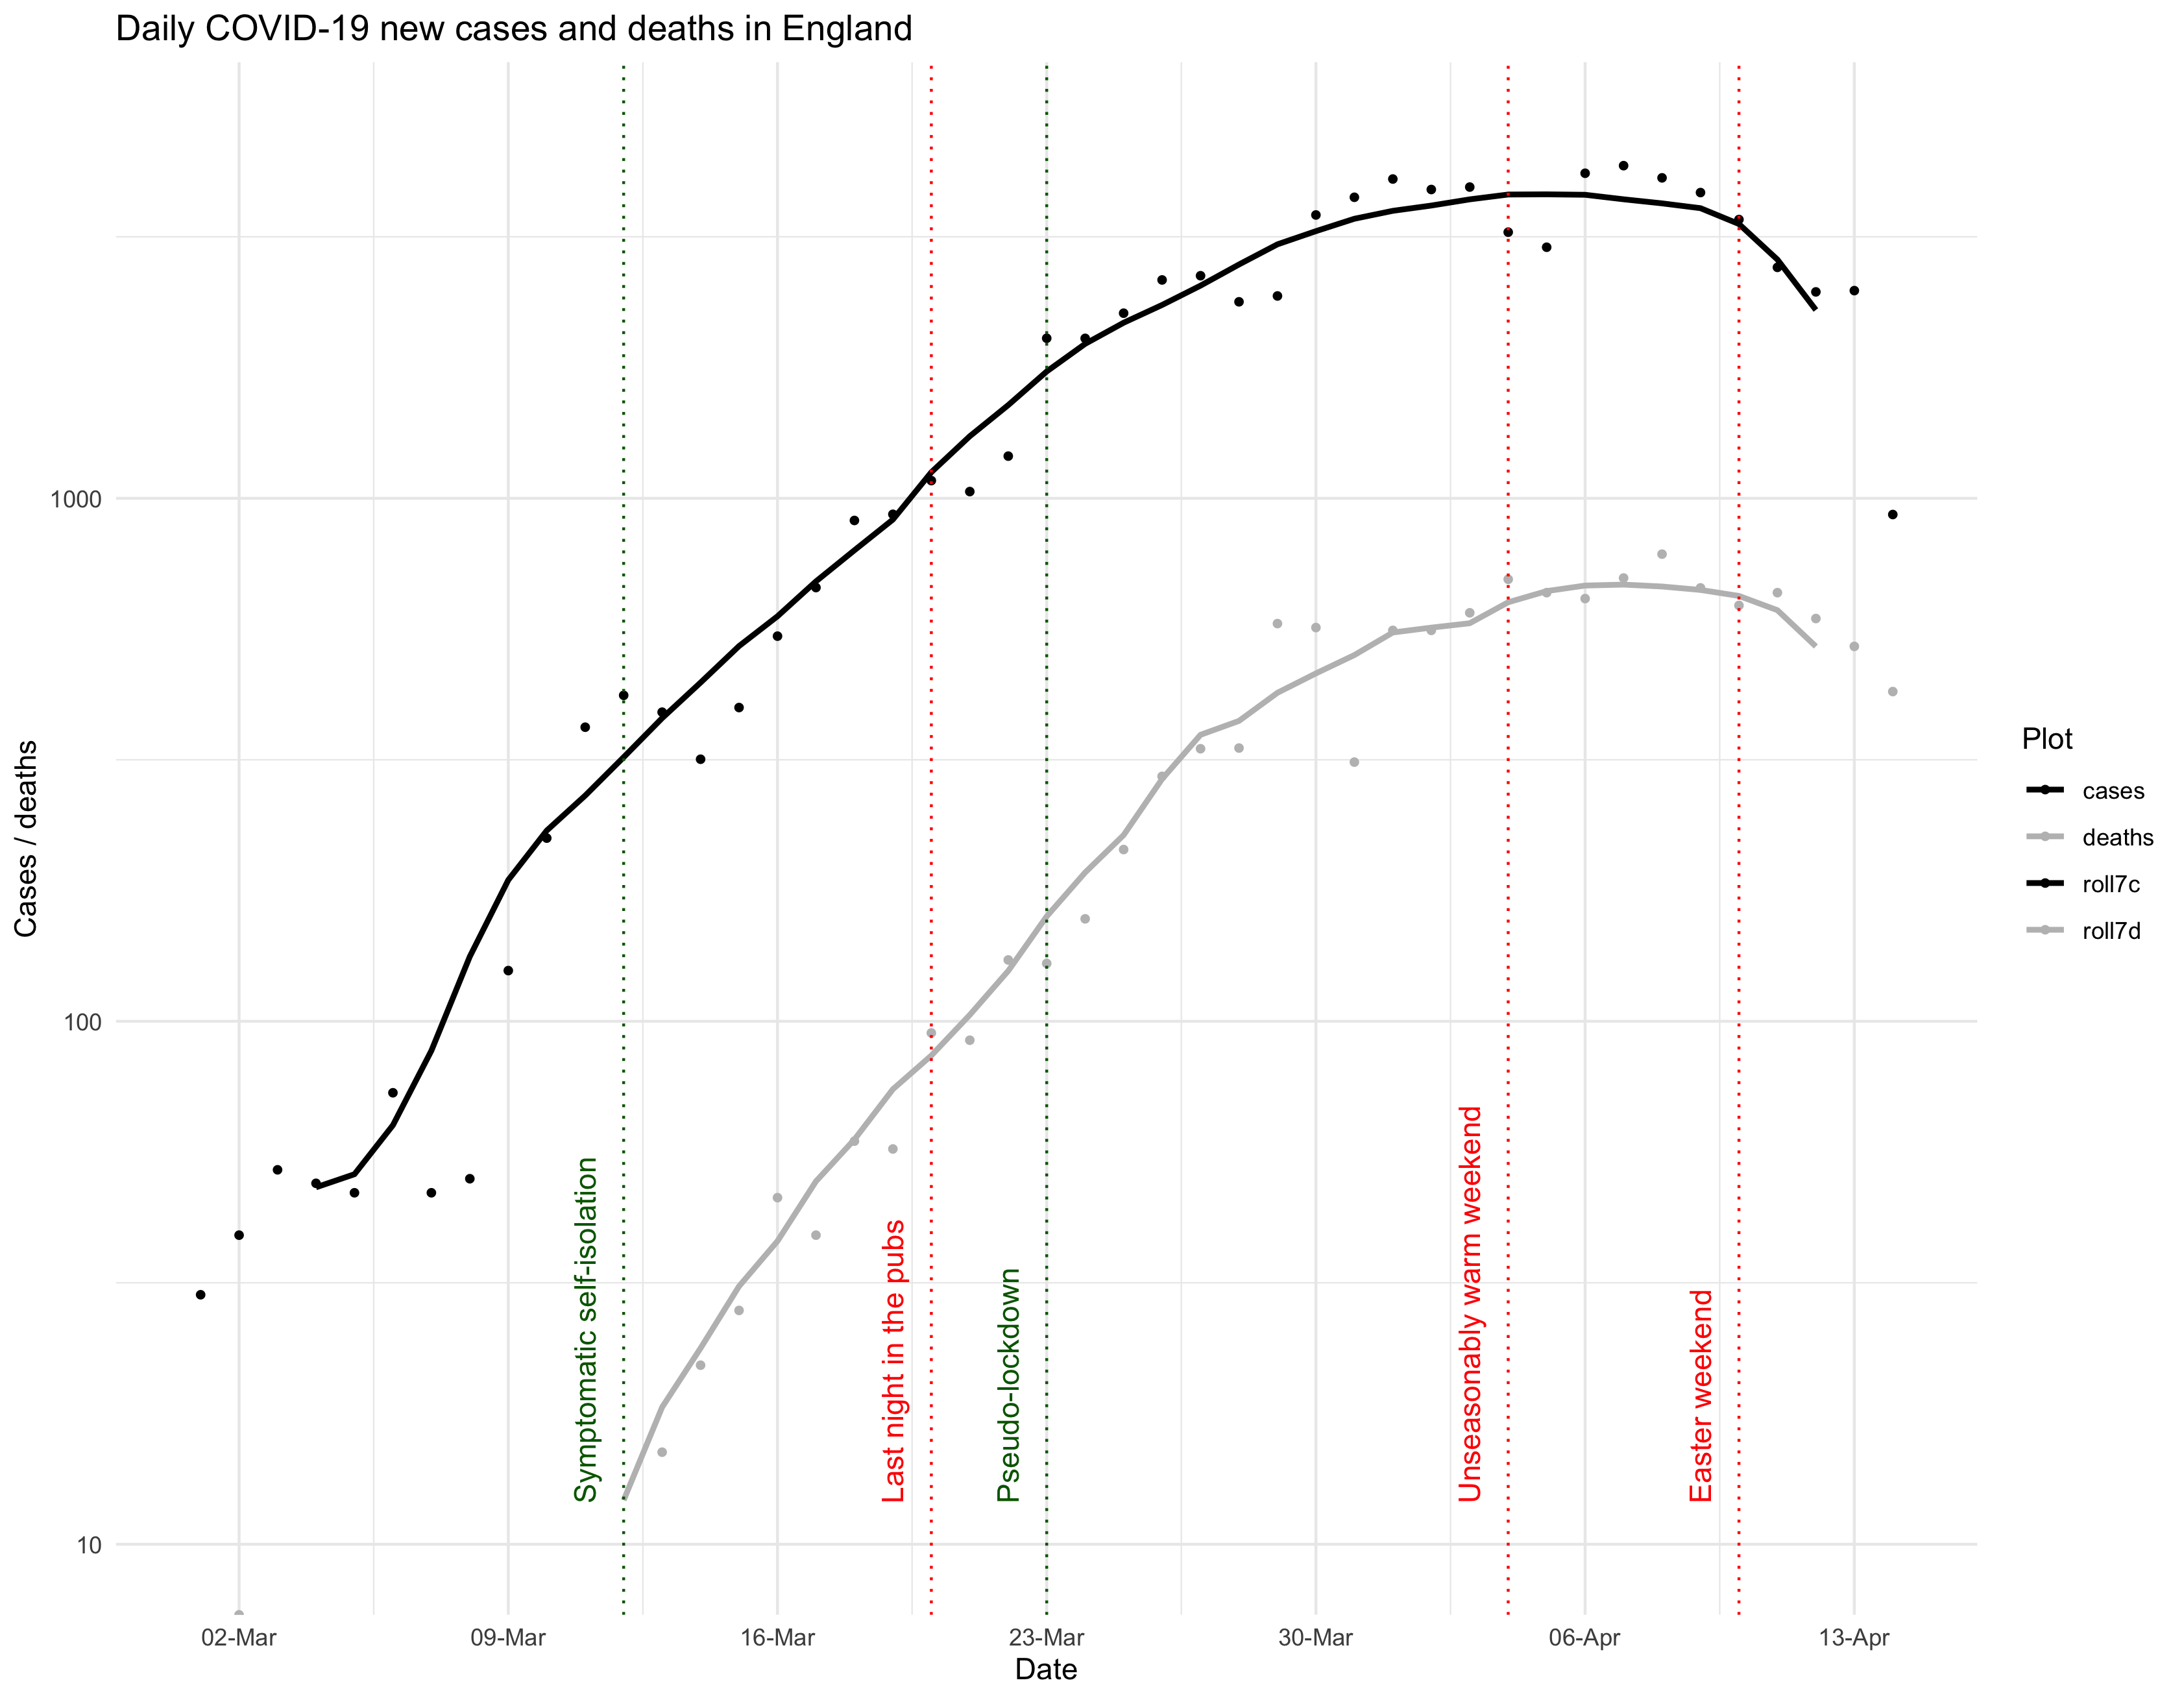 Daily COVID-19 new cases and deaths in England
Cases / deaths
1000
100
10
Symptomatic self-isolation
Last night in the pubs
Pseudo-lockdown
Unseasonably warm weekend
Easter weekend
Plot
cases
deaths
roll7c
roll7d
02-Mar
09-Mar
16-Mar
23-Mar
30-Mar
06-Apr
13-Apr
Date